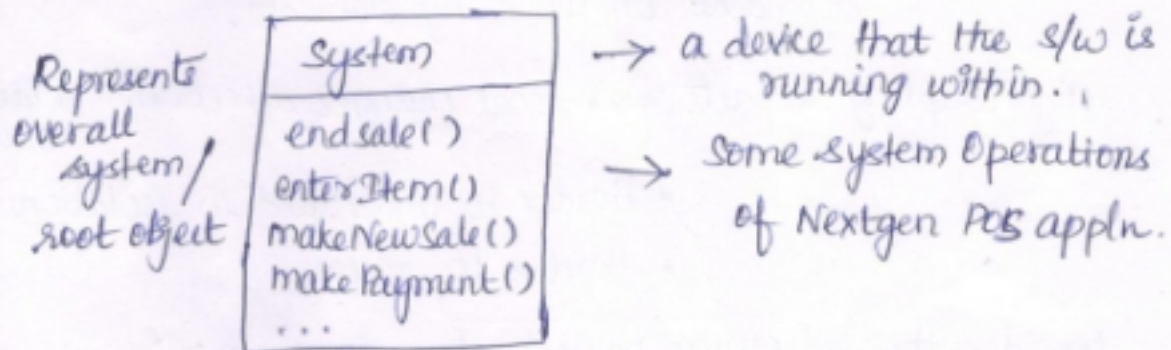 Represents
overall
system/
root object
System
endsale()
enterItem()
makeNewSale()
makePayment()
...
→ a device that the s/w is
running within..
→ Some System Operations
of Nextgen POS appln.